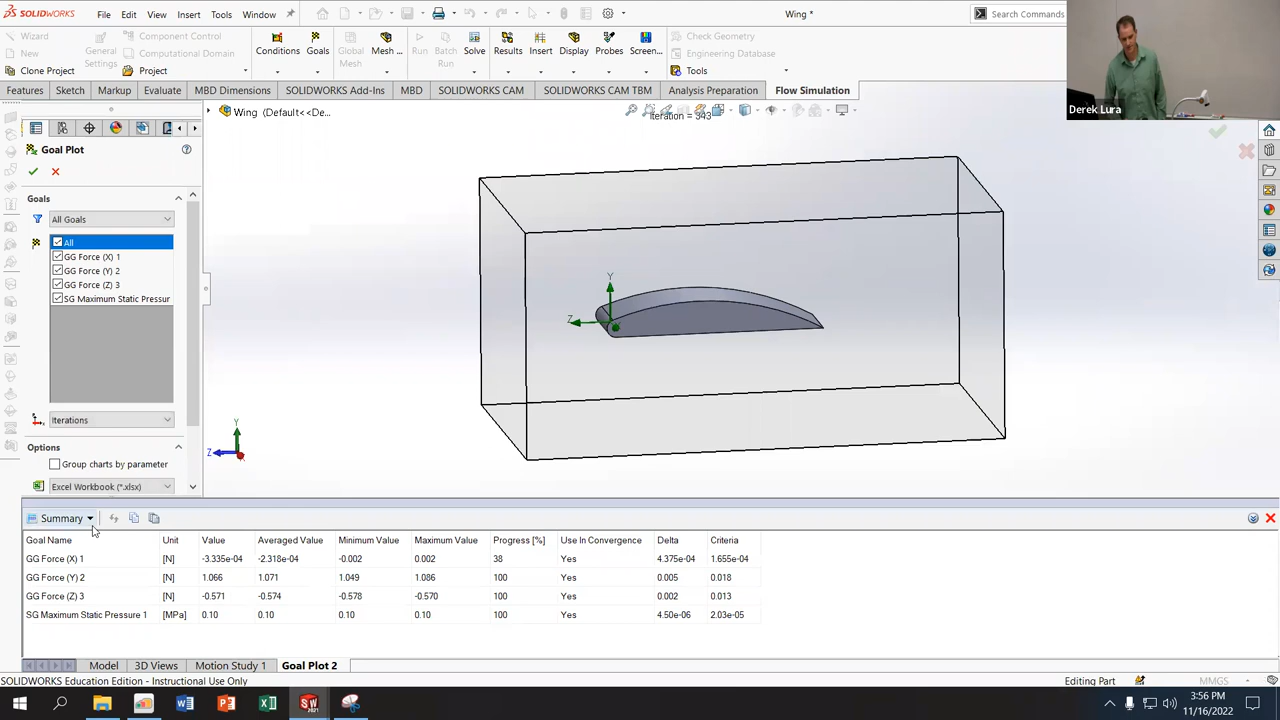 SOLIDWORKS File Edit View Insert Tools Window Wing * Search Commands
Wizard
New
Clone Project
General Settings
Component Control
Computational Domain
Project
Conditions
Goals
Global Mesh
Mesh ...
Run
Batch Run
Solve
Results
Insert
Display
Probes
Screen...
Check Geometry
Engineering Database
Tools
Features Sketch Markup Evaluate MBD Dimensions SOLIDWORKS Add-Ins MBD SOLIDWORKS CAM SOLIDWORKS CAM TBM Analysis Preparation Flow Simulation
Derek Lura
Wing (Default<<De...
Iteration = 343
Goal Plot
Goals
All Goals
All
GG Force (X) 1
GG Force (Y) 2
GG Force (Z) 3
SG Maximum Static Pressur
Iterations
Options
Group charts by parameter
Excel Workbook (*.xlsx)
Y
Z
Y
Z
X
Summary
Goal Name Unit Value Averaged Value Minimum Value Maximum Value Progress [%] Use In Convergence Delta Criteria
GG Force (X) 1 [N] -3.335e-04 -2.318e-04 -0.002 0.002 38 Yes 4.375e-04 1.655e-04
GG Force (Y) 2 [N] 1.066 1.071 1.049 1.086 100 Yes 0.005 0.018
GG Force (Z) 3 [N] -0.571 -0.574 -0.578 -0.570 100 Yes 0.002 0.013
SG Maximum Static Pressure 1 [MPa] 0.10 0.10 0.10 0.10 100 Yes 4.50e-06 2.03e-05
Model 3D Views Motion Study 1 Goal Plot 2
SOLIDWORKS Education Edition - Instructional Use Only Editing Part MMGS
3:56 PM
11/16/2022